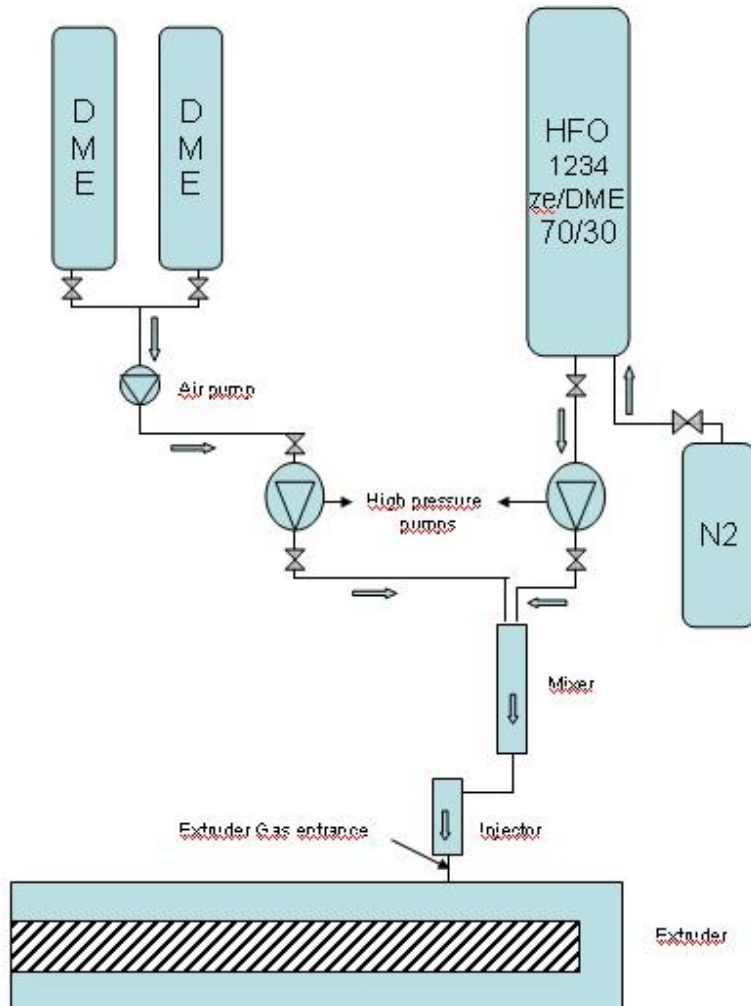 D
M
E
D
M
E
HFO
1234
ze/DME
70/30
Air pump
High pressure
pumps
N2
Mixer
Extruder Gas entrance
Injector
Extruder